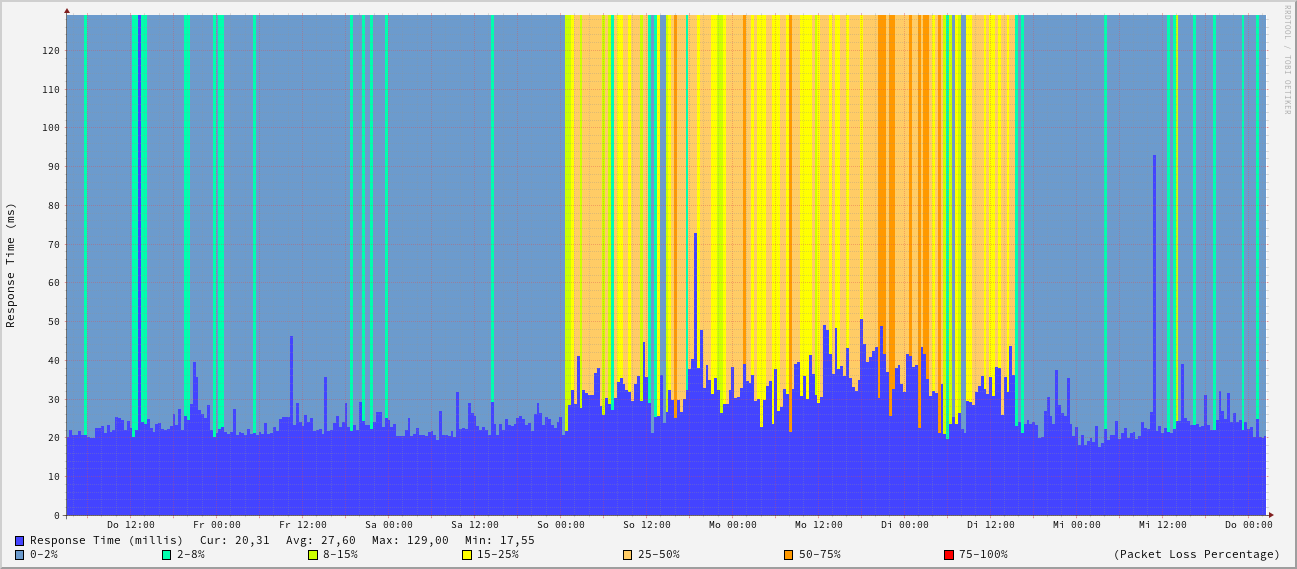 RRDTOOL / TOBI OETIKER
Response Time (ms)
120
110
100
90
80
70
60
50
40
30
20
10
0
Do 12:00 Fr 00:00 Fr 12:00 Sa 00:00 Sa 12:00 So 00:00 So 12:00 Mo 00:00 Mo 12:00 Di 00:00 Di 12:00 Mi 00:00 Mi 12:00 Do 00:00
Response Time (millis) Cur: 20,31 Avg: 27,60 Max: 129,00 Min: 17,55
0-2% 2-8% 8-15% 15-25% 25-50% 50-75% 75-100% (Packet Loss Percentage)